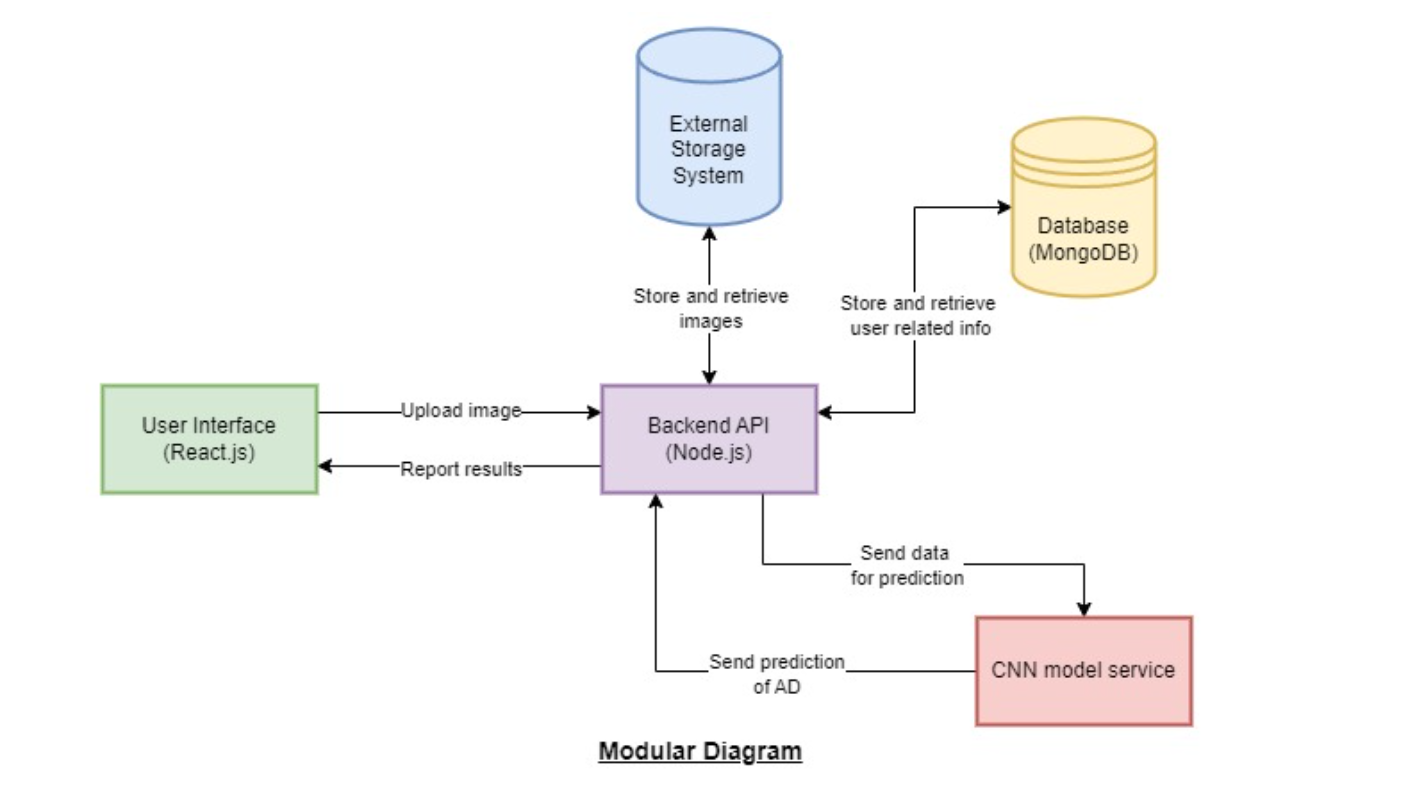 External
Storage
System
Database
(MongoDB)
Store and retrieve
images
Store and retrieve
user related info
User Interface
(React.js)
Upload image
Report results
Backend API
(Node.js)
Send data
for prediction
Send prediction
of AD
CNN model service
Modular Diagram